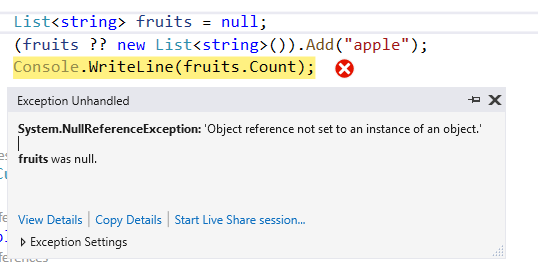 List<string> fruits = null;
(fruits ?? new List<string>()).Add("apple");
Console.WriteLine(fruits.Count);
Exception Unhandled
System.NullReferenceException: 'Object reference not set to an instance of an object.'
fruits was null.
View Details | Copy Details | Start Live Share session...
Exception Settings